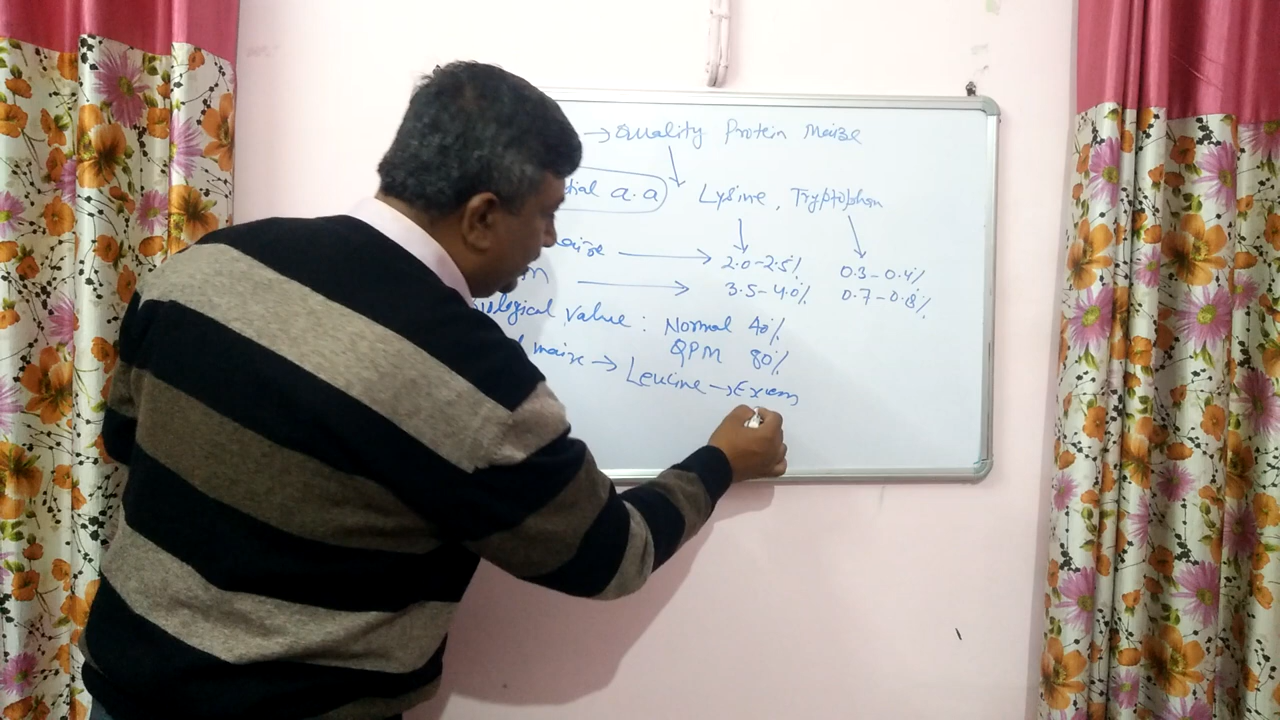 → Quality Protein Maize
tial a.a Lysine, Tryptophan
aize → 2.0-2.5% 0.3-0.4%
M → 3.5-4.0% 0.7-0.8%
ological value : Normal 40%
QPM 80%
maize → Leucine → Excess